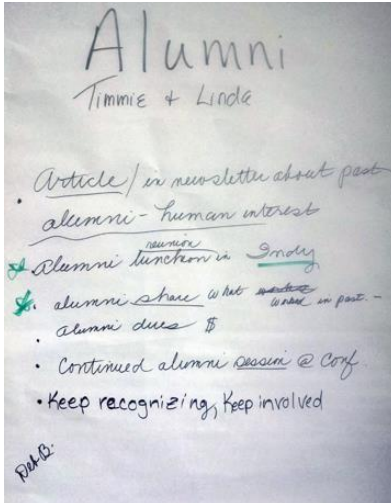 Alumni
Timmie & Linda
• Article / in newsletter about past
alumni - human interest
reunion
Alumni luncheon in Indy
• alumni share what worked in past. -
• alumni dues $
• Continued alumni session @ conf.
• Keep recognizing, Keep involved
Deb B.